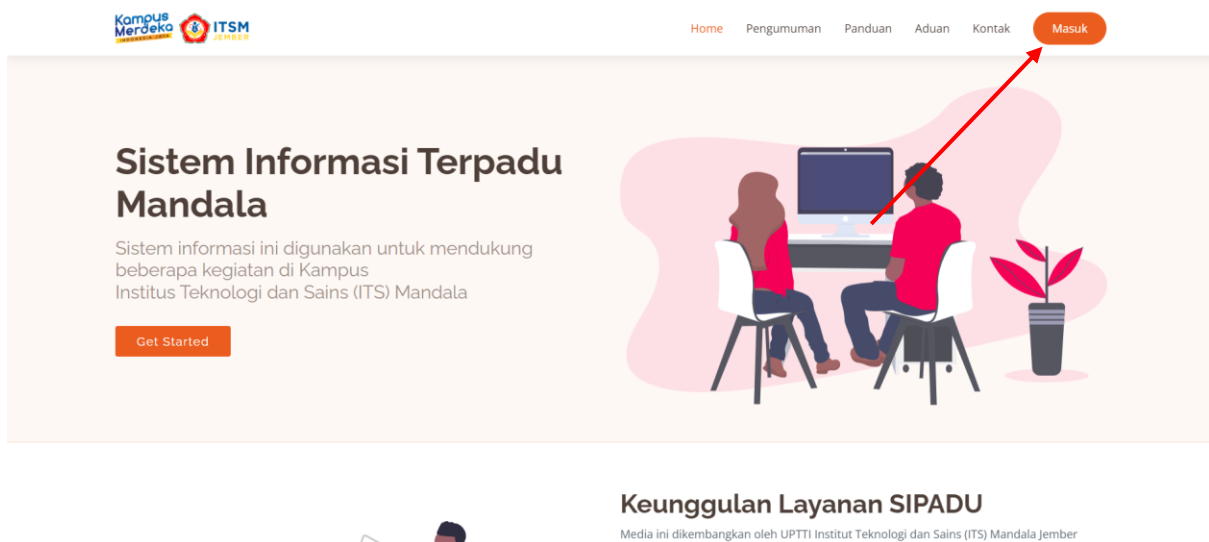 Kampus
Merdeka
INDONESIA JAYA
ITSM
JEMBER
Home
Pengumuman
Panduan
Aduan
Kontak
Masuk
Sistem Informasi Terpadu
Mandala
Sistem informasi ini digunakan untuk mendukung
beberapa kegiatan di Kampus
Institus Teknologi dan Sains (ITS) Mandala
Get Started
Keunggulan Layanan SIPADU
Media ini dikembangkan oleh UPTTI Institut Teknologi dan Sains (ITS) Mandala Jember